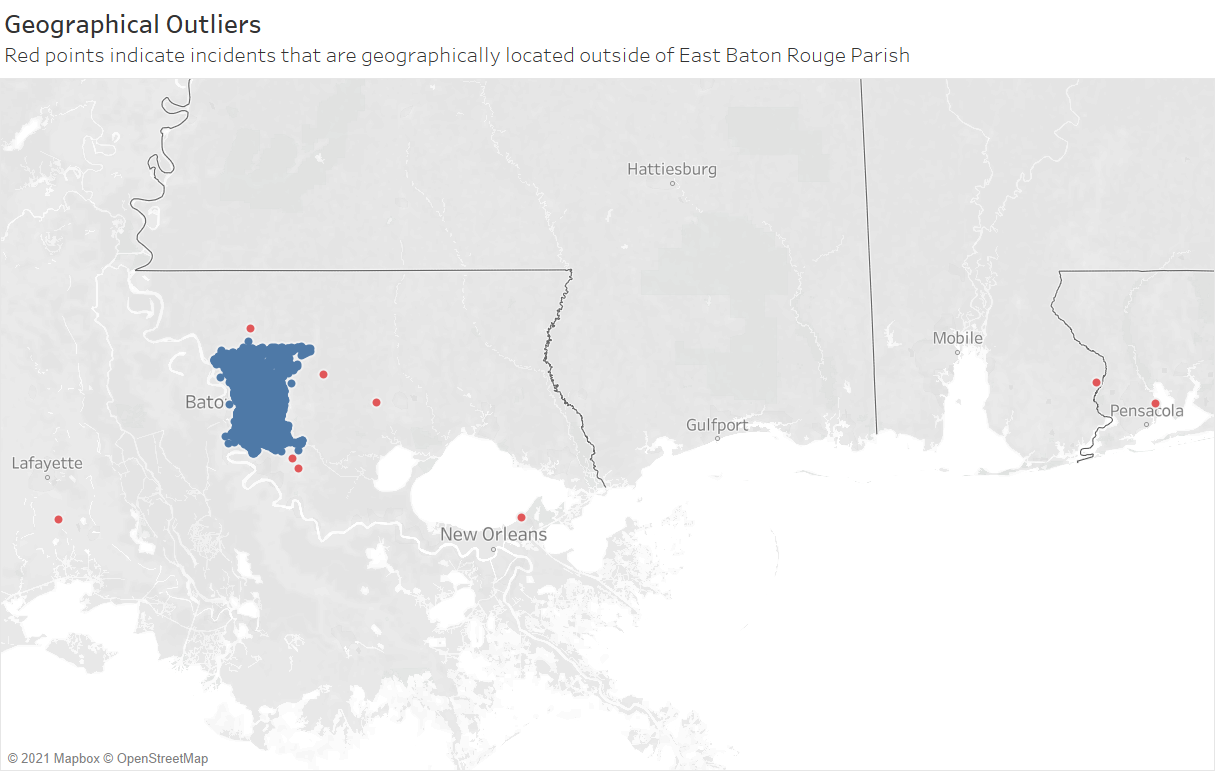 Geographical Outliers
Red points indicate incidents that are geographically located outside of East Baton Rouge Parish
Hattiesburg
Mobile
Bato
Pensacola
Gulfport
Lafayette
New Orleans
© 2021 Mapbox © OpenStreetMap